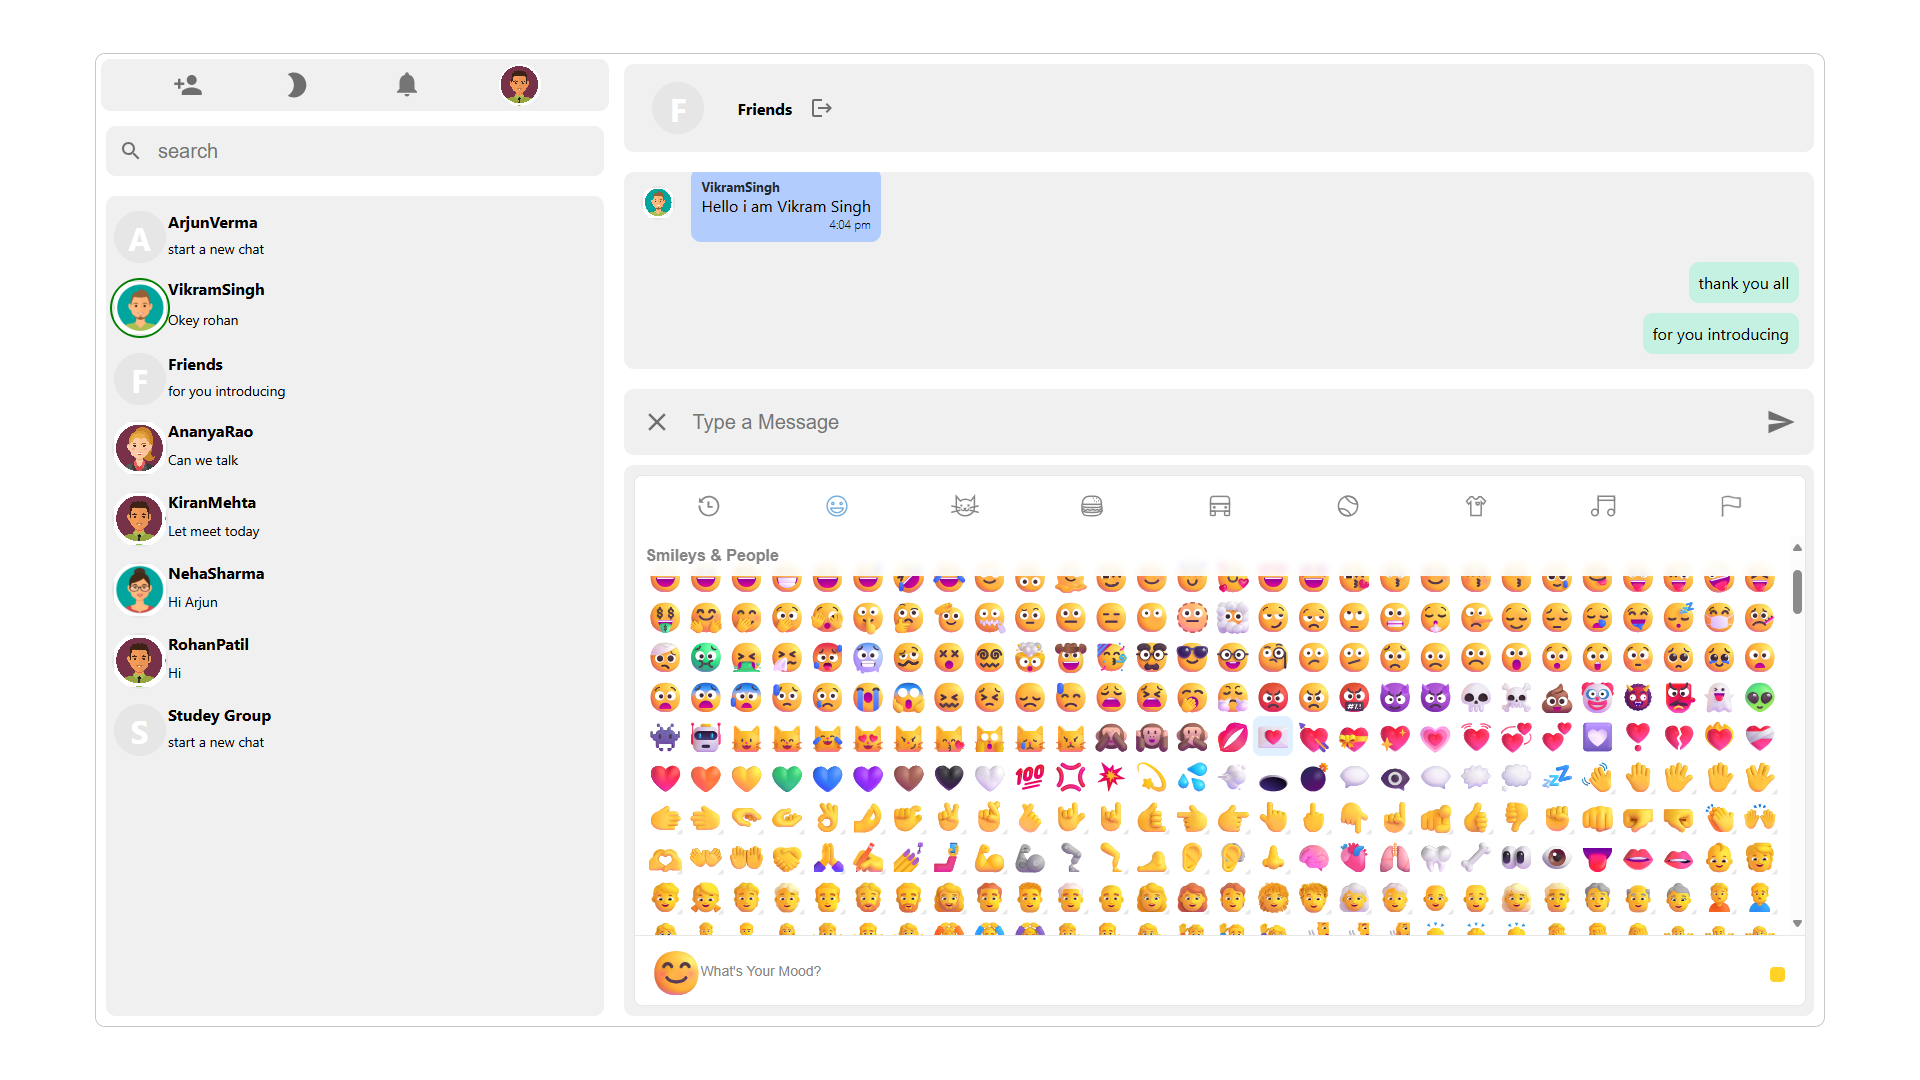 search
A
ArjunVerma
start a new chat
VikramSingh
Okey rohan
F
Friends
for you introducing
AnanyaRao
Can we talk
KiranMehta
Let meet today
NehaSharma
Hi Arjun
RohanPatil
Hi
S
Studey Group
start a new chat
F
Friends
VikramSingh
Hello i am Vikram Singh
4:04 pm
thank you all
for you introducing
Type a Message
Smileys & People
100
What's Your Mood?